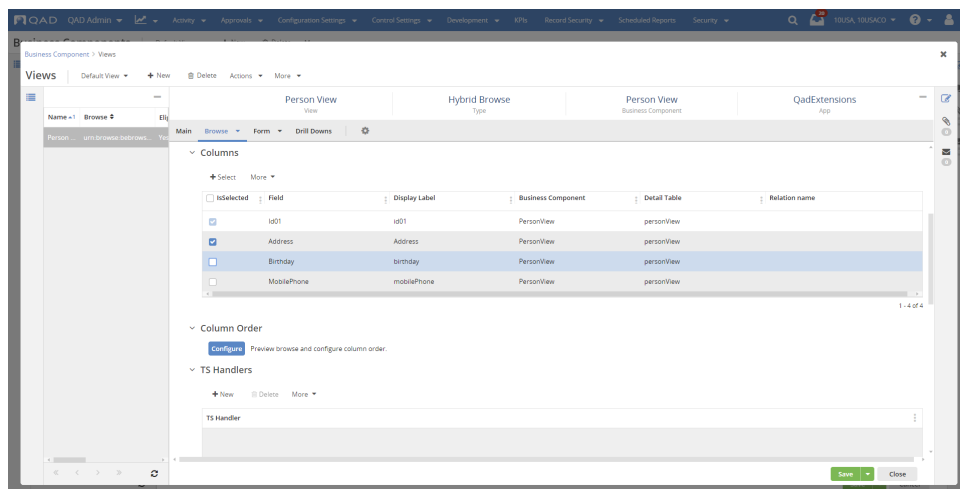 QAD QAD Admin Activity Approvals Configuration Settings Control Settings Development KPIs Record Security Scheduled Reports Security 10USA, 10USACO
Business Component > Views
Views Default View New Delete Actions More
Person View Hybrid Browse Person View QadExtensions
View Type Business Component App
Name 1 Browse Elig
Person ... urn:browse:bebrows... Yes
Main Browse Form Drill Downs
Columns
Select More
IsSelected Field Display Label Business Component Detail Table Relation name
Id01 id01 PersonView personView
Address Address PersonView personView
Birthday birthday PersonView personView
MobilePhone mobilePhone PersonView personView
1 - 4 of 4
Column Order
Configure Preview browse and configure column order.
TS Handlers
New Delete More
TS Handler
Save Close